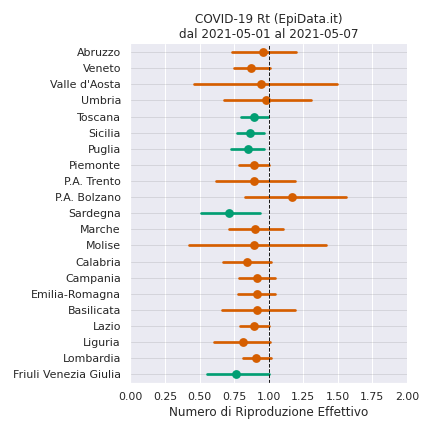 COVID-19 Rt (EpiData.it)
dal 2021-05-01 al 2021-05-07
Abruzzo
Veneto
Valle d'Aosta
Umbria
Toscana
Sicilia
Puglia
Piemonte
P.A. Trento
P.A. Bolzano
Sardegna
Marche
Molise
Calabria
Campania
Emilia-Romagna
Basilicata
Lazio
Liguria
Lombardia
Friuli Venezia Giulia
0.00 0.25 0.50 0.75 1.00 1.25 1.50 1.75 2.00
Numero di Riproduzione Effettivo